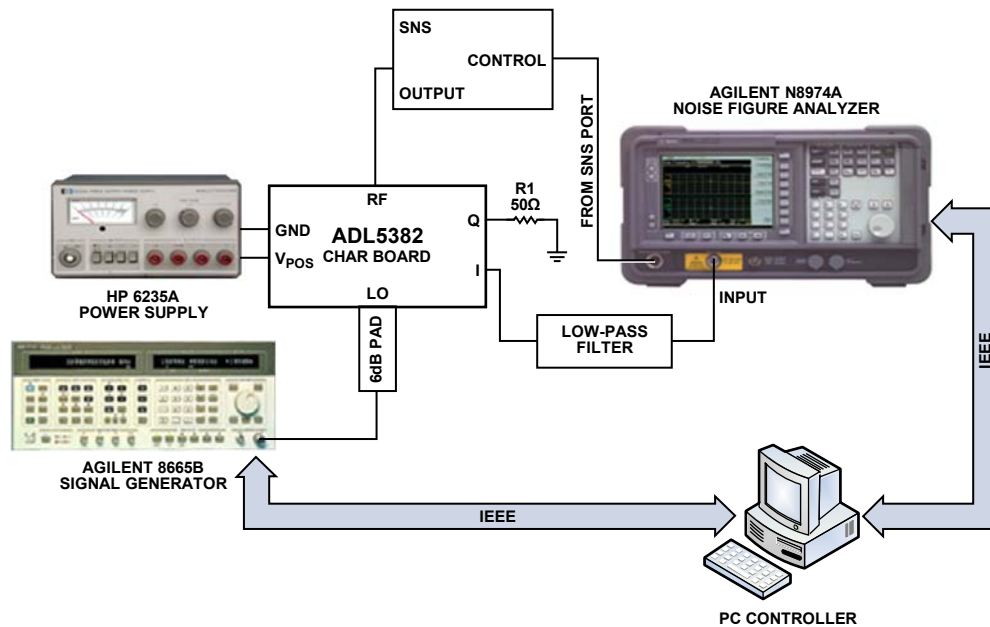 SNS
CONTROL
OUTPUT
AGILENT N8974A
NOISE FIGURE ANALYZER
FROM SNS PORT
RF
R1
50Ω
GND
ADL5382
Q
VPOS
CHAR BOARD
I
LO
INPUT
HP 6235A
POWER SUPPLY
6dB PAD
LOW-PASS
FILTER
IEEE
AGILENT 8665B
SIGNAL GENERATOR
IEEE
PC CONTROLLER